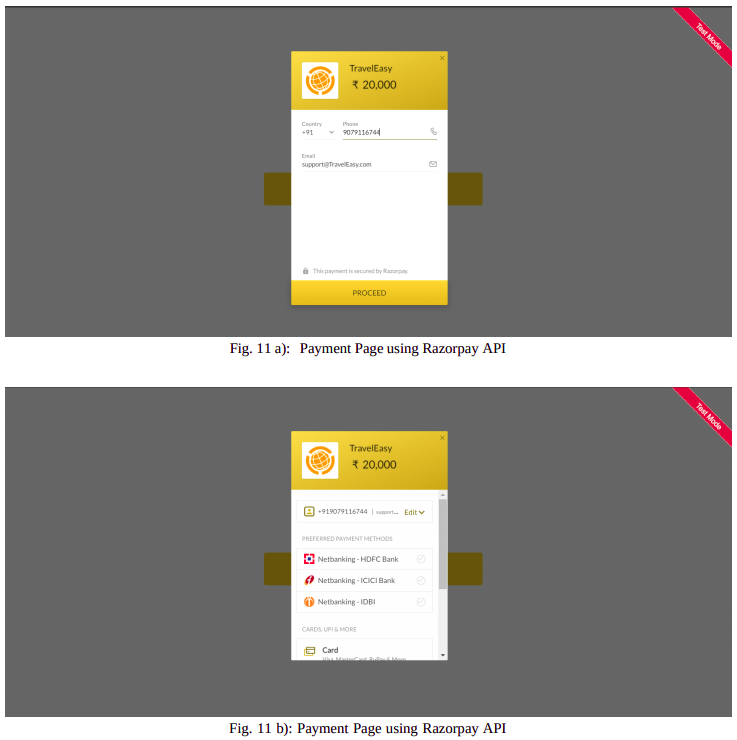 Test Mode
TravelEasy
₹ 20,000
Country
Phone
+91
9079116744
Email
support@TravelEasy.com
This payment is secured by Razorpay.
PROCEED
Fig. 11 a): Payment Page using Razorpay API
Test Mode
TravelEasy
₹ 20,000
+919079116744 | support... Edit
PREFERRED PAYMENT METHODS
Netbanking - HDFC Bank
Netbanking - ICICI Bank
Netbanking - IDBI
CARDS, UPI & MORE
Card
Visa, MasterCard, RuPay & More
Fig. 11 b): Payment Page using Razorpay API